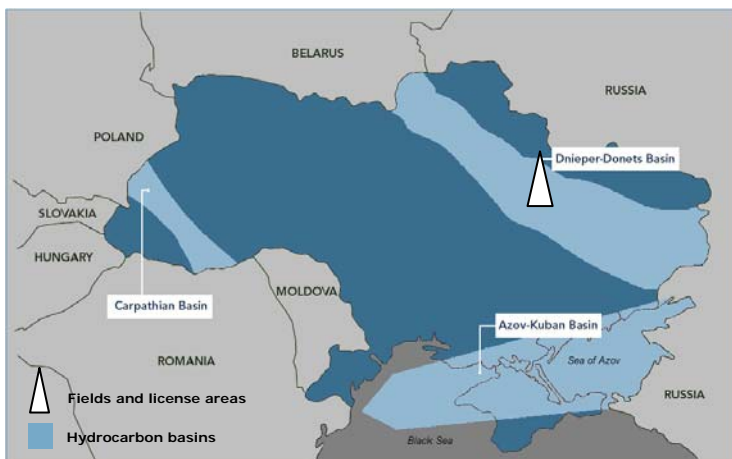 BELARUS
RUSSIA
POLAND
Dnieper-Donets Basin
SLOVAKIA
HUNGARY
MOLDOVA
Carpathian Basin
Azov-Kuban Basin
Sea of Azov
ROMANIA
RUSSIA
Fields and license areas
Hydrocarbon basins
Black Sea